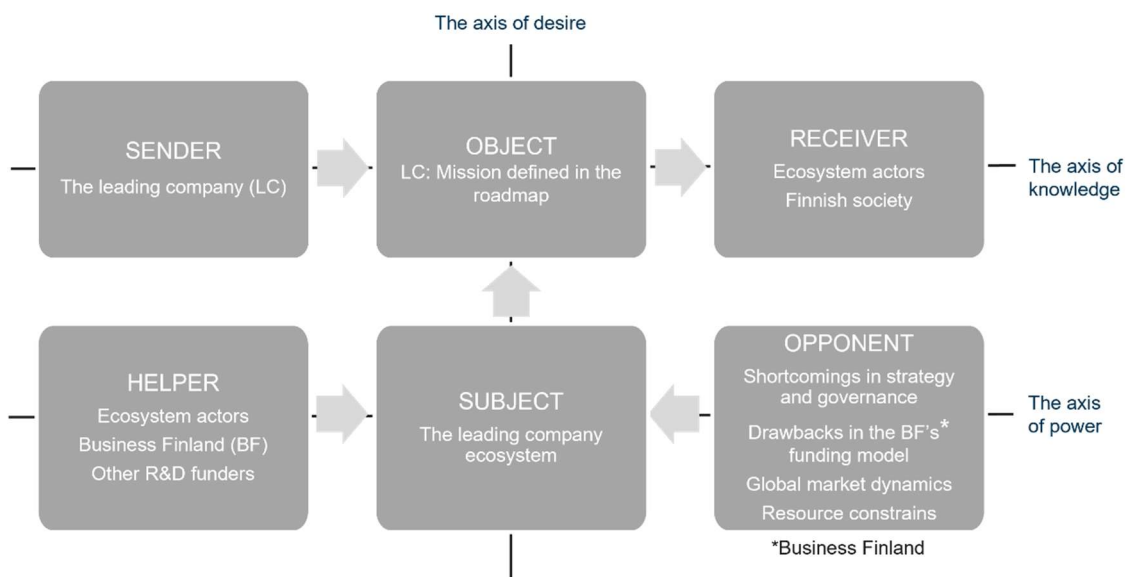 The axis of desire
SENDER
The leading company (LC)
OBJECT
LC: Mission defined in the
roadmap
RECEIVER
Ecosystem actors
Finnish society
The axis of
knowledge
HELPER
Ecosystem actors
Business Finland (BF)
Other R&D funders
SUBJECT
The leading company
ecosystem
OPPONENT
Shortcomings in strategy
and governance
Drawbacks in the BF's*
funding model
Global market dynamics
Resource constrains
The axis
of power
*Business Finland